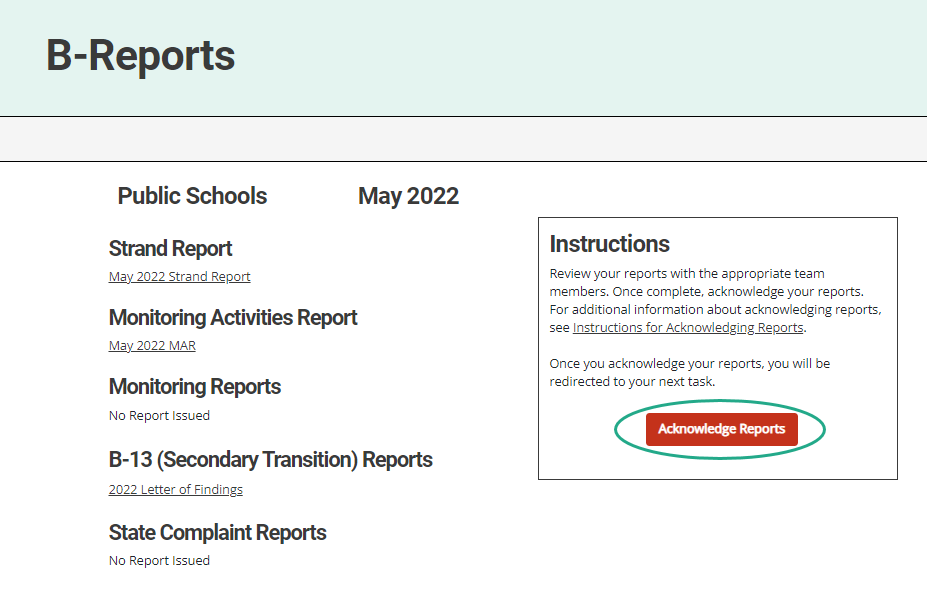 B-Reports
Public Schools
May 2022
Strand Report
May 2022 Strand Report
Monitoring Activities Report
May 2022 MAR
Monitoring Reports
No Report Issued
B-13 (Secondary Transition) Reports
2022 Letter of Findings
State Complaint Reports
No Report Issued
Instructions
Review your reports with the appropriate team
members. Once complete, acknowledge your reports.
For additional information about acknowledging reports,
see Instructions for Acknowledging Reports.
Once you acknowledge your reports, you will be
redirected to your next task.
Acknowledge Reports